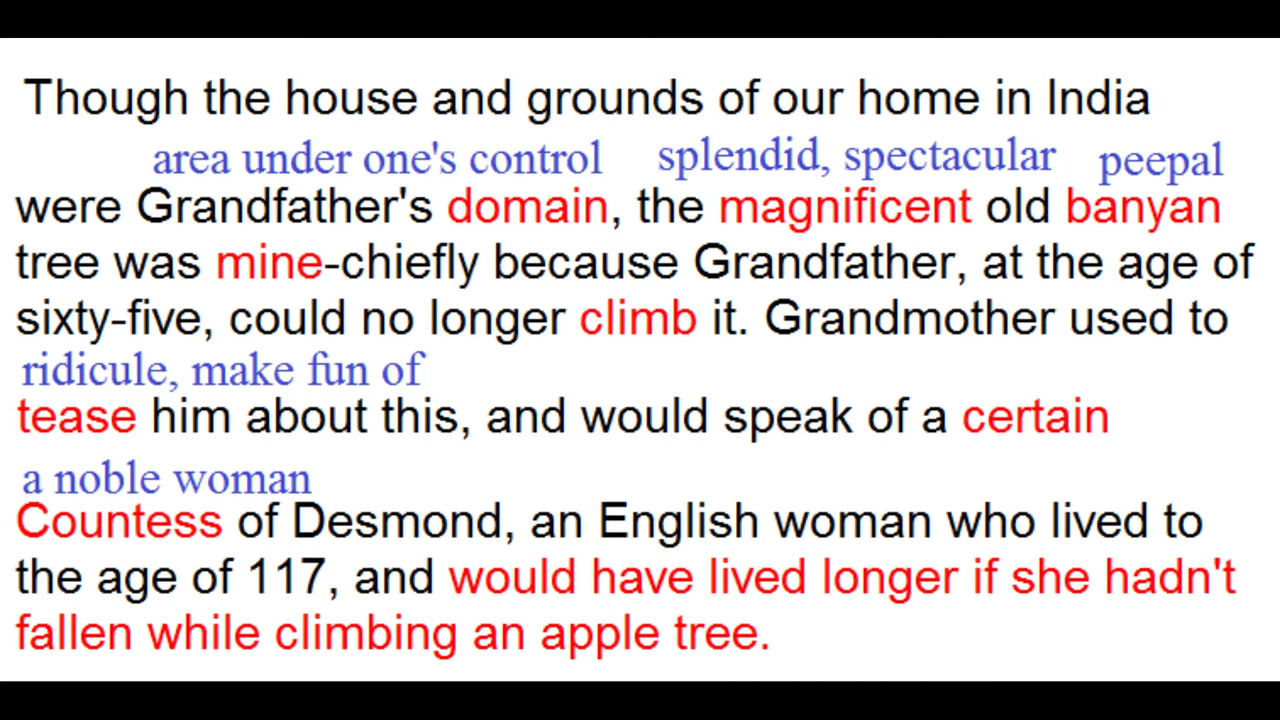 Though the house and grounds of our home in India
area under one's control splendid, spectacular peepal
were Grandfather's domain, the magnificent old banyan
tree was mine-chiefly because Grandfather, at the age of
sixty-five, could no longer climb it. Grandmother used to
ridicule, make fun of
tease him about this, and would speak of a certain
a noble woman
Countess of Desmond, an English woman who lived to
the age of 117, and would have lived longer if she hadn't
fallen while climbing an apple tree.